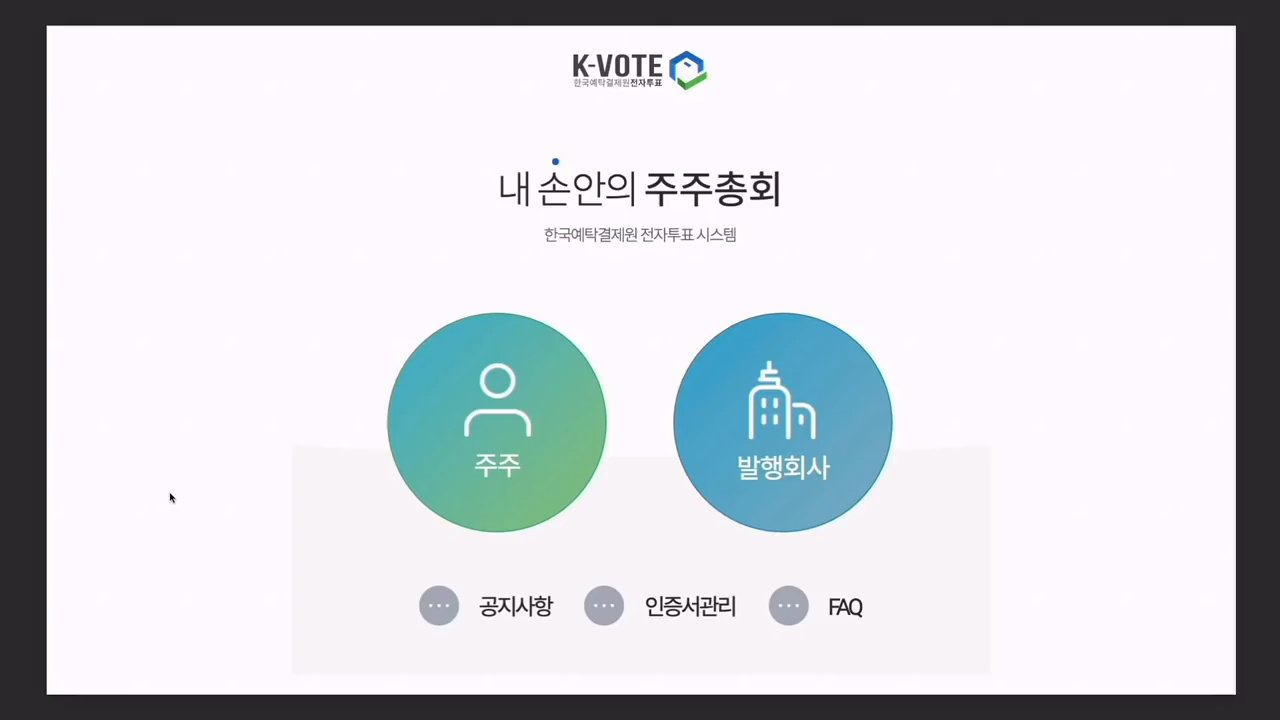 K-VOTE
한국예탁결제원전자투표
내 손안의 주주총회
한국예탁결제원 전자투표 시스템
주주
발행회사
공지사항
인증서관리
FAQ